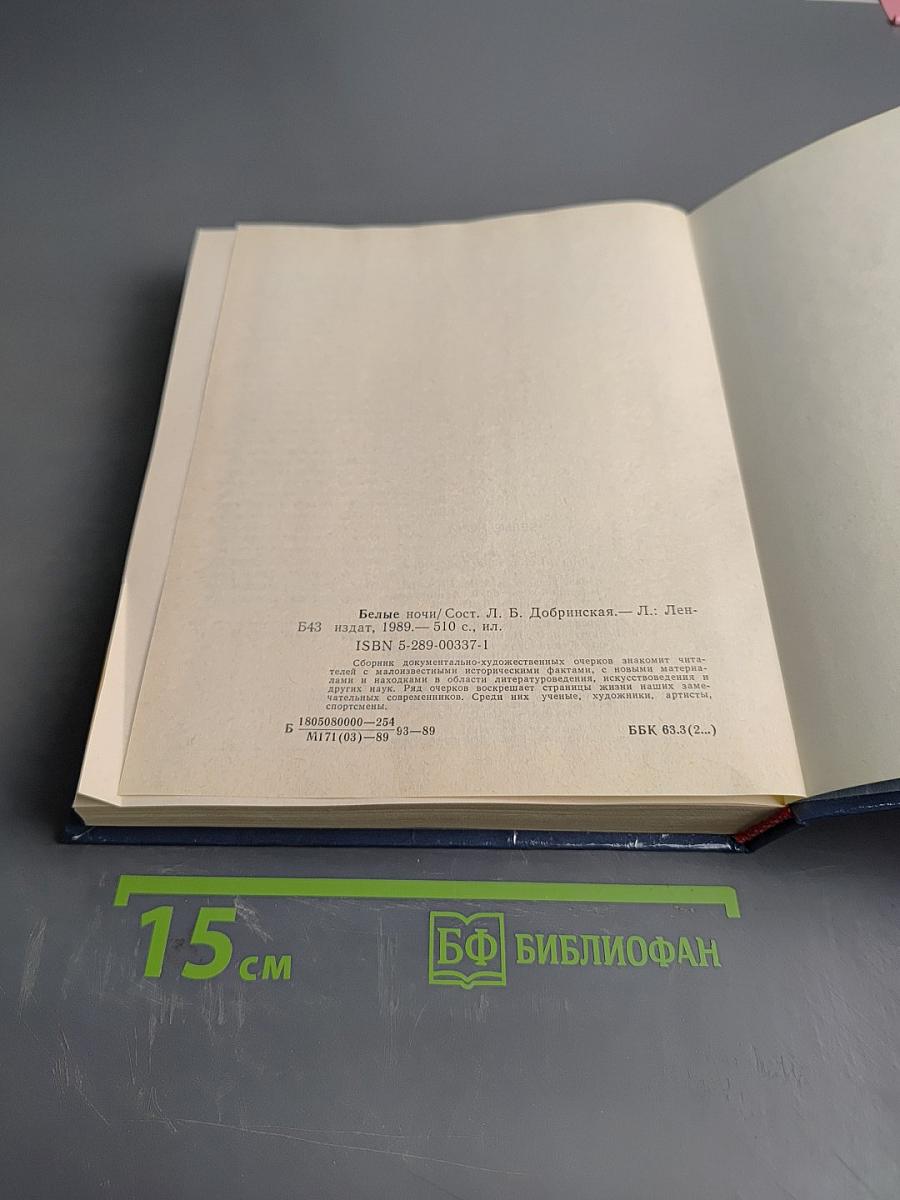 Белые ночи/Сост. Л. Б. Добринская.— Л.: Лен-
Б43 издат, 1989.— 510 с., ил.
ISBN 5-289-00337-1
Сборник документально-художественных очерков знакомит чита-
телей с малоизвестными историческими фактами, с новыми материа-
лами и находками в области литературоведения, искусствоведения и
других наук. Ряд очерков воскрешает страницы жизни наших заме-
чательных современников. Среди них ученые, художники, артисты,
спортсмены.
Б 1805080000—254
М171(03)—89 93—89
ББК 63.3(2...)
15 см
БФ БИБЛИОФАН